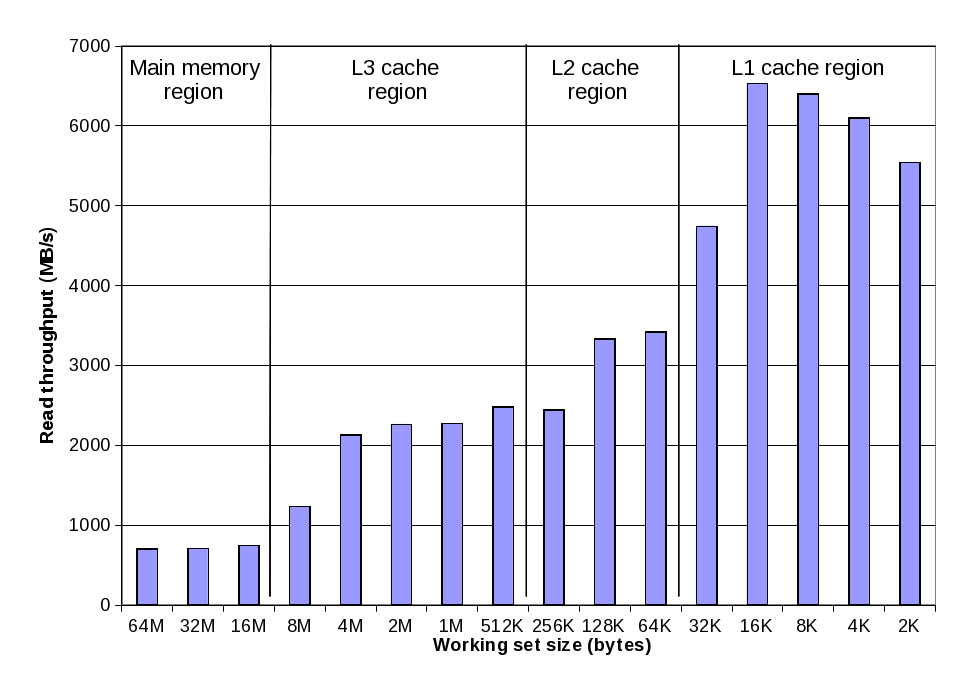 7000
6000
5000
4000
3000
2000
1000
0
Read throughput (MB/s)
Main memory
region
L3 cache
region
L2 cache
region
L1 cache region
64M 32M 16M 8M 4M 2M 1M 512K 256K 128K 64K 32K 16K 8K 4K 2K
Working set size (bytes)